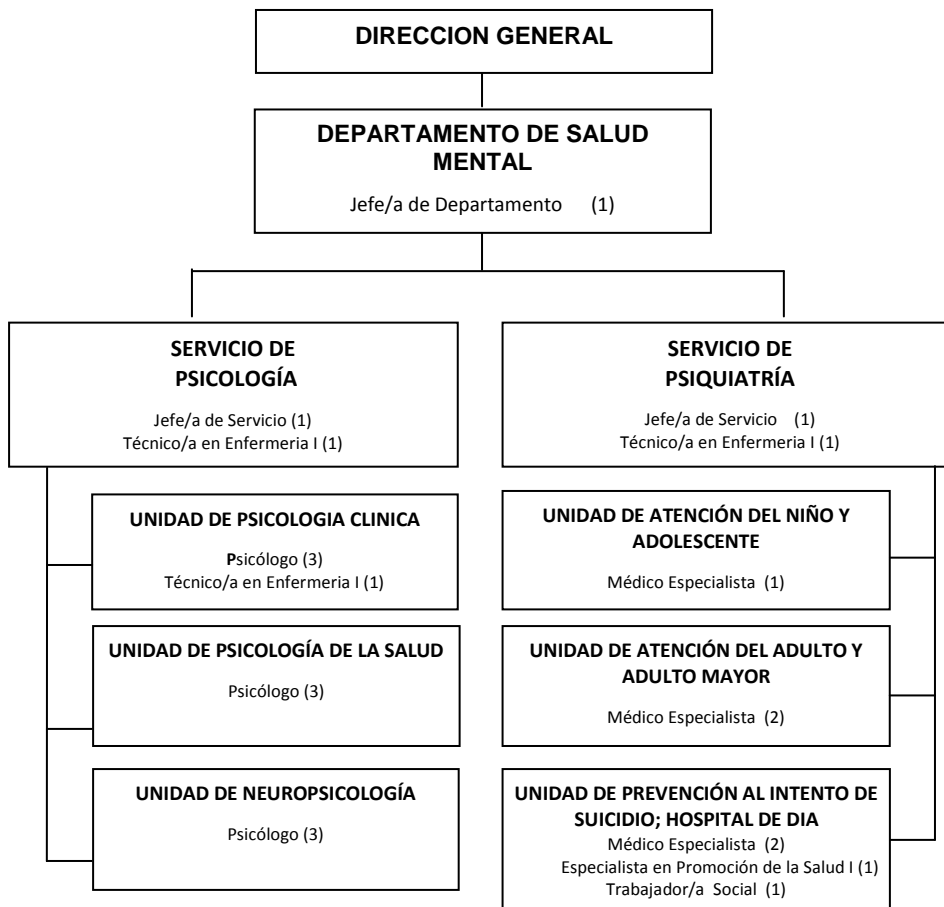 DIRECCION GENERAL
DEPARTAMENTO DE SALUD
MENTAL
Jefe/a de Departamento (1)
SERVICIO DE
PSICOLOGÍA
Jefe/a de Servicio (1)
Técnico/a en Enfermeria I (1)
UNIDAD DE PSICOLOGIA CLINICA
Psicólogo (3)
Técnico/a en Enfermeria I (1)
UNIDAD DE PSICOLOGÍA DE LA SALUD
Psicólogo (3)
UNIDAD DE NEUROPSICOLOGÍA
Psicólogo (3)
SERVICIO DE
PSIQUIATRÍA
Jefe/a de Servicio (1)
Técnico/a en Enfermeria I (1)
UNIDAD DE ATENCIÓN DEL NIÑO Y
ADOLESCENTE
Médico Especialista (1)
UNIDAD DE ATENCIÓN DEL ADULTO Y
ADULTO MAYOR
Médico Especialista (2)
UNIDAD DE PREVENCIÓN AL INTENTO DE
SUICIDIO; HOSPITAL DE DIA
Médico Especialista (2)
Especialista en Promoción de la Salud I (1)
Trabajador/a Social (1)